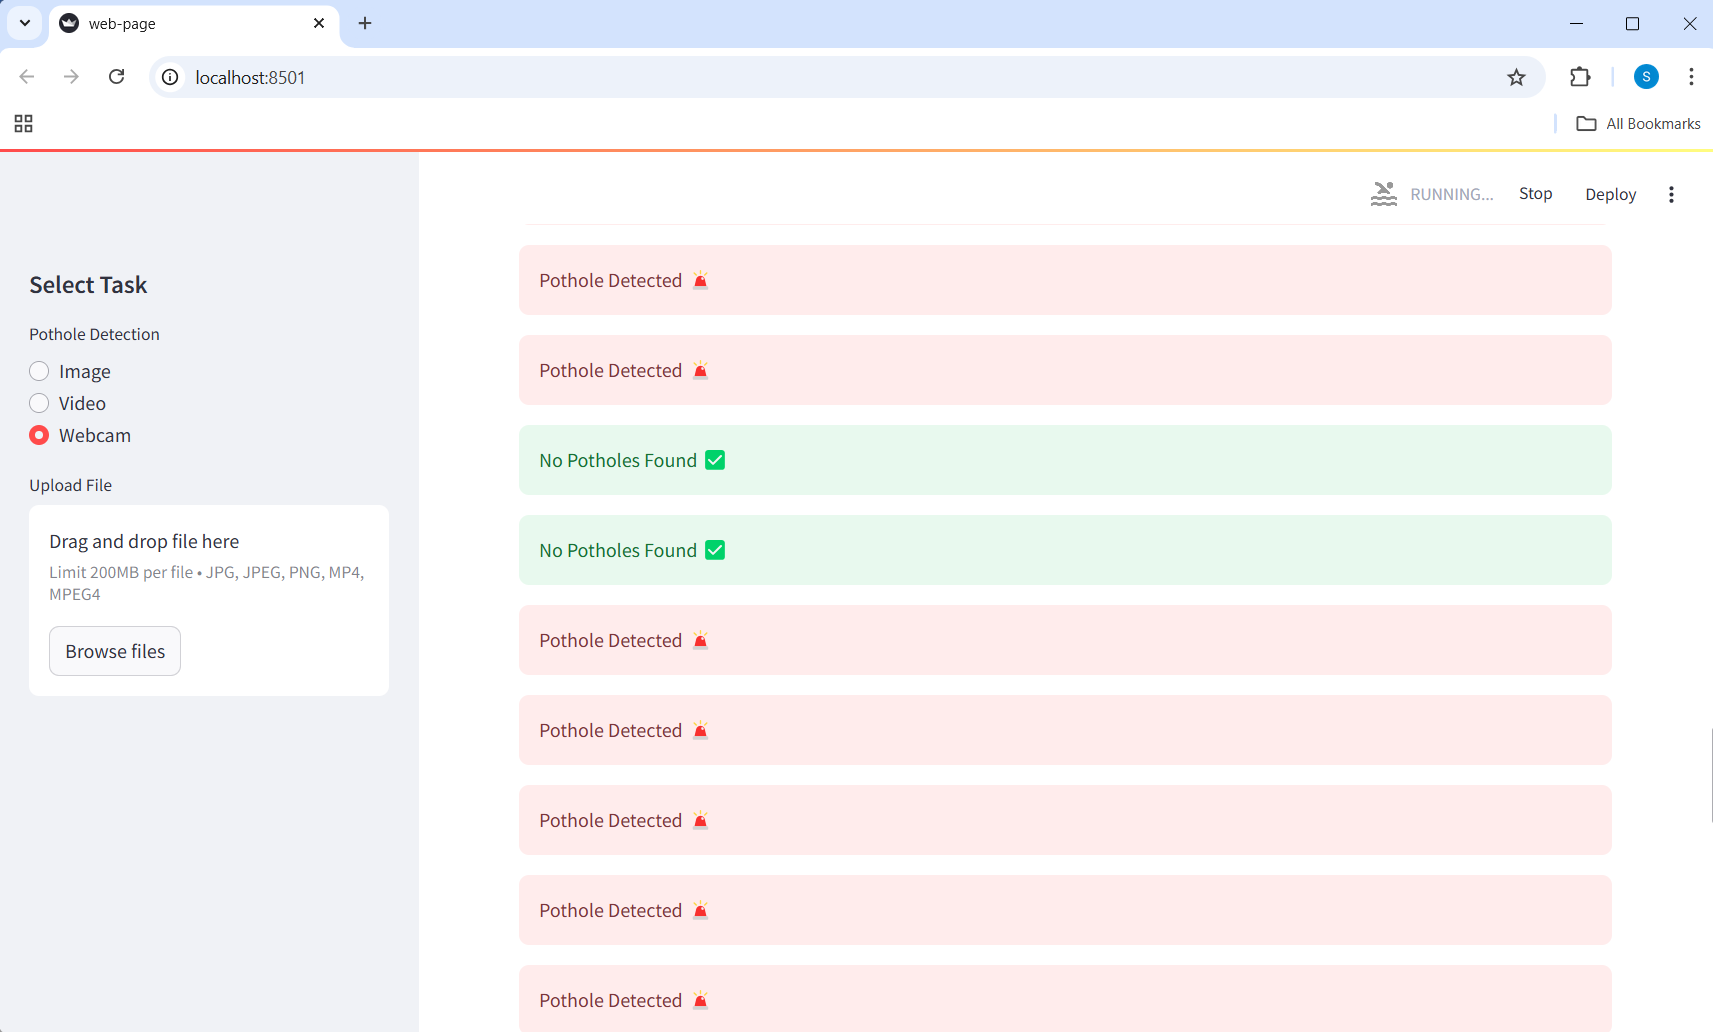 web-page
localhost:8501
S
All Bookmarks
RUNNING...
Stop
Deploy
Select Task
Pothole Detection
Image
Video
Webcam
Upload File
Drag and drop file here
Limit 200MB per file • JPG, JPEG, PNG, MP4,
MPEG4
Browse files
Pothole Detected 🚨
Pothole Detected 🚨
No Potholes Found ✅
No Potholes Found ✅
Pothole Detected 🚨
Pothole Detected 🚨
Pothole Detected 🚨
Pothole Detected 🚨
Pothole Detected 🚨